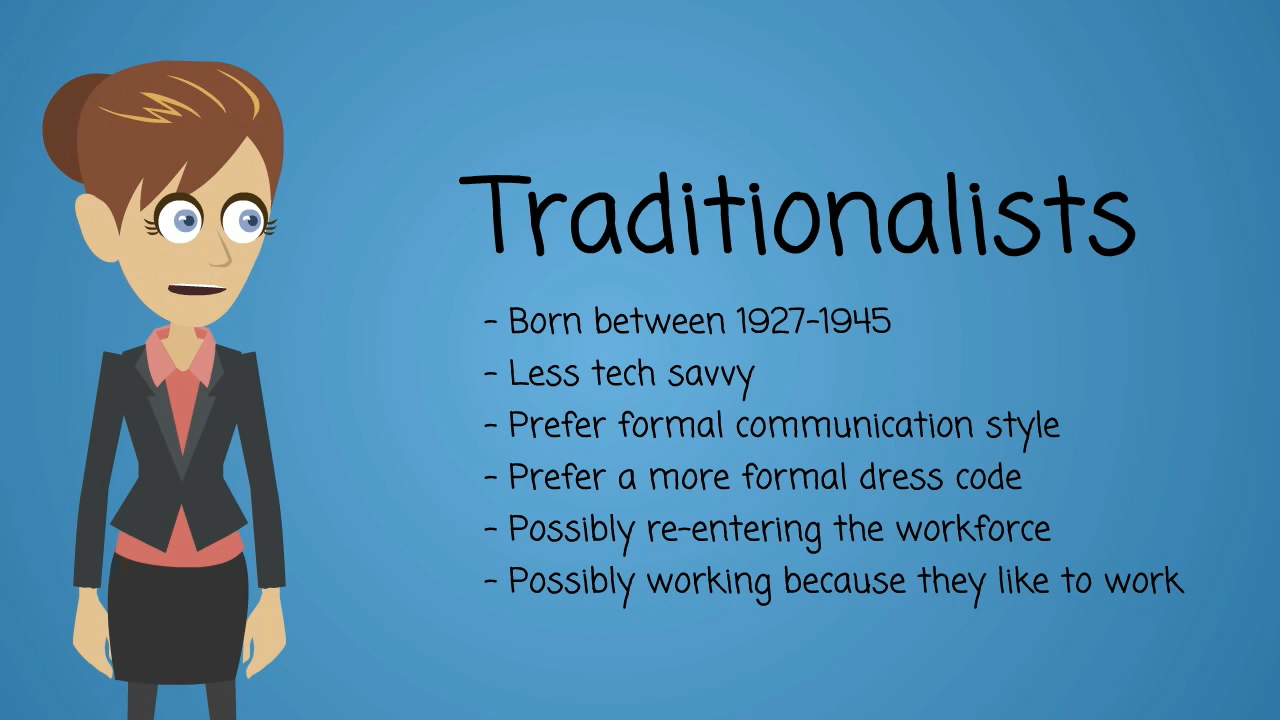 Traditionalists
- Born between 1927-1945
- Less tech savvy
- Prefer formal communication style
- Prefer a more formal dress code
- Possibly re-entering the workforce
- Possibly working because they like to work